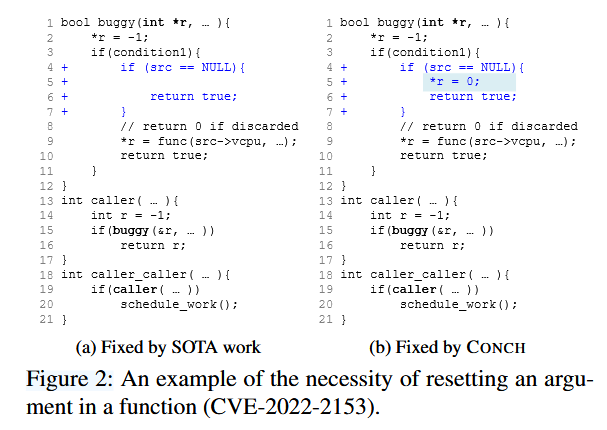 1 bool buggy(int *r, … ){
2     *r = -1;
3     if(condition1){
4 +       if (src == NULL){
5 +
6 +           return true;
7 +       }
8         // return 0 if discarded
9         *r = func(src->vcpu, …);
10         return true;
11     }
12 }
13 int caller( … ){
14     int r = -1;
15     if(buggy(&r, … ))
16         return r;
17 }
18 int caller_caller( … ){
19     if(caller( … ))
20         schedule_work();
21 }
(a) Fixed by SOTA work
1 bool buggy(int *r, … ){
2     *r = -1;
3     if(condition1){
4 +       if (src == NULL){
5 +           *r = 0;
6 +           return true;
7 +       }
8         // return 0 if discarded
9         *r = func(src->vcpu, …);
10         return true;
11     }
12 }
13 int caller( … ){
14     int r = -1;
15     if(buggy(&r, … ))
16         return r;
17 }
18 int caller_caller( … ){
19     if(caller( … ))
20         schedule_work();
21 }
(b) Fixed by CONCH
Figure 2: An example of the necessity of resetting an argu-
ment in a function (CVE-2022-2153).